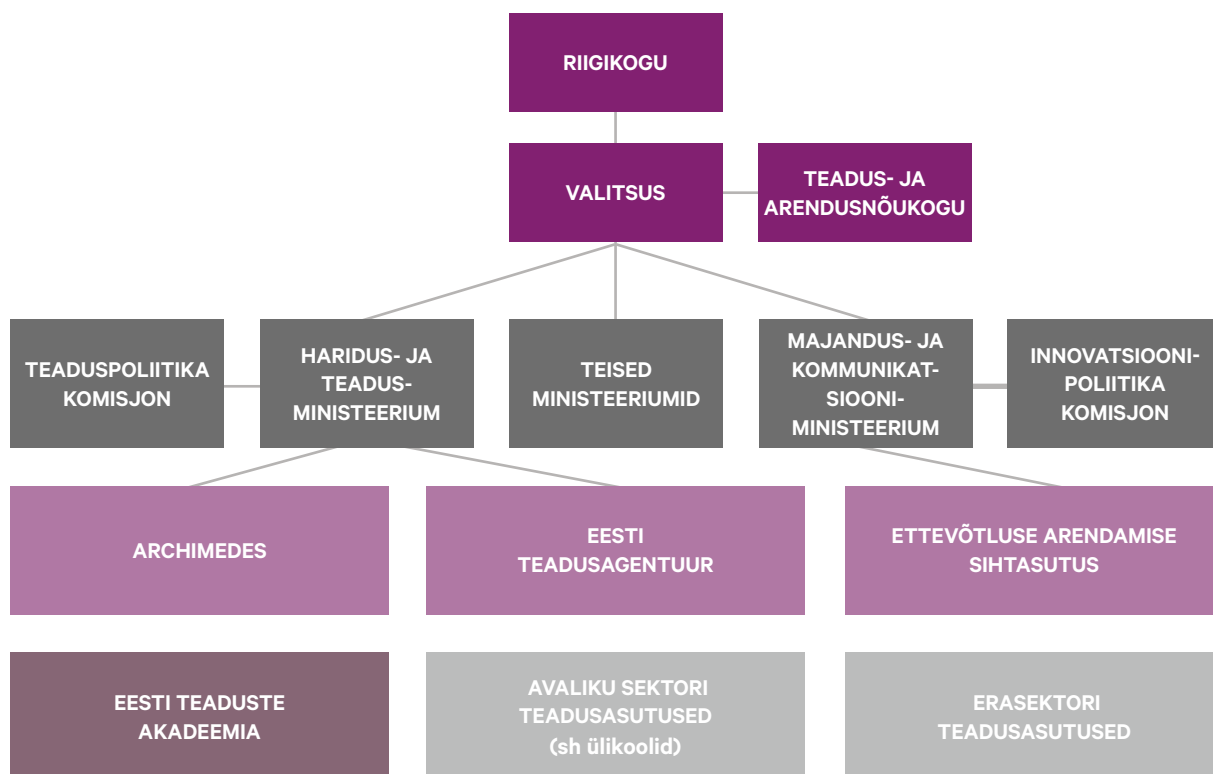 RIIGIKOGU
VALITSUS
TEADUS- JA
ARENDUSNÕUKOGU
TEADUSPOLIITIKA
KOMISJON
HARIDUS- JA
TEADUS-
MINISTEERIUM
TEISED
MINISTEERIUMID
MAJANDUS- JA
KOMMUNIKAT-
SIOONI-
MINISTEERIUM
INNOVATSIOONI-
POLIITIKA
KOMISJON
ARCHIMEDES
EESTI
TEADUSAGENTUUR
ETTEVÕTLUSE ARENDAMISE
SIHTASUTUS
EESTI TEADUSTE
AKADEEMIA
AVALIKU SEKTORI
TEADUSASUTUSED
(sh ülikoolid)
ERASEKTORI
TEADUSASUTUSED